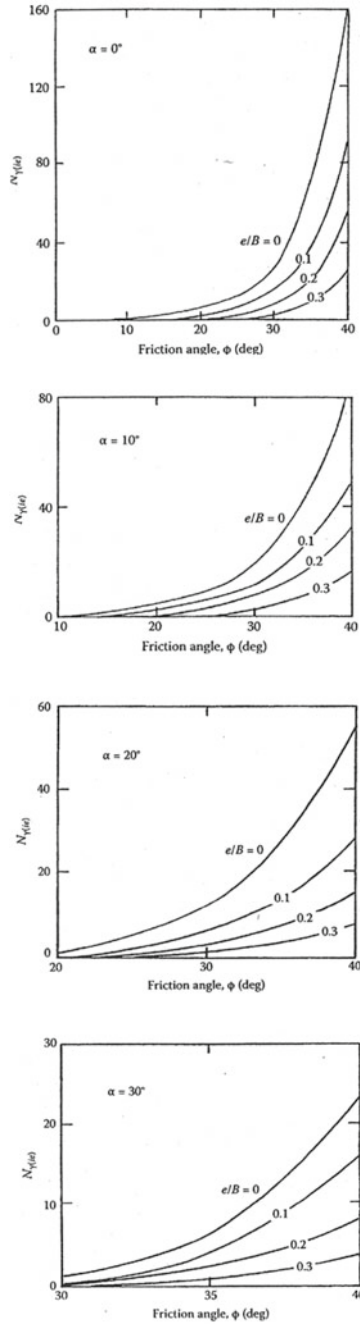 160
α = 0°
120
80
Nγ(ie)
e/B = 0
40
0.1
0.2
0.3
0
0 10 20 30 40
Friction angle, ϕ (deg)
80
α = 10°
Nγ(ie)
40
e/B = 0
0.1
0.2
0.3
0
10 20 30 40
Friction angle, ϕ (deg)
60
α = 20°
40
Nγ(ie)
e/B = 0
20
0.1
0.2
0.3
0
20 30 40
Friction angle, ϕ (deg)
30
α = 30°
20
Nγ(ie)
e/B = 0
10
0.1
0.2
0.3
0
30 35 40
Friction angle, ϕ (deg)